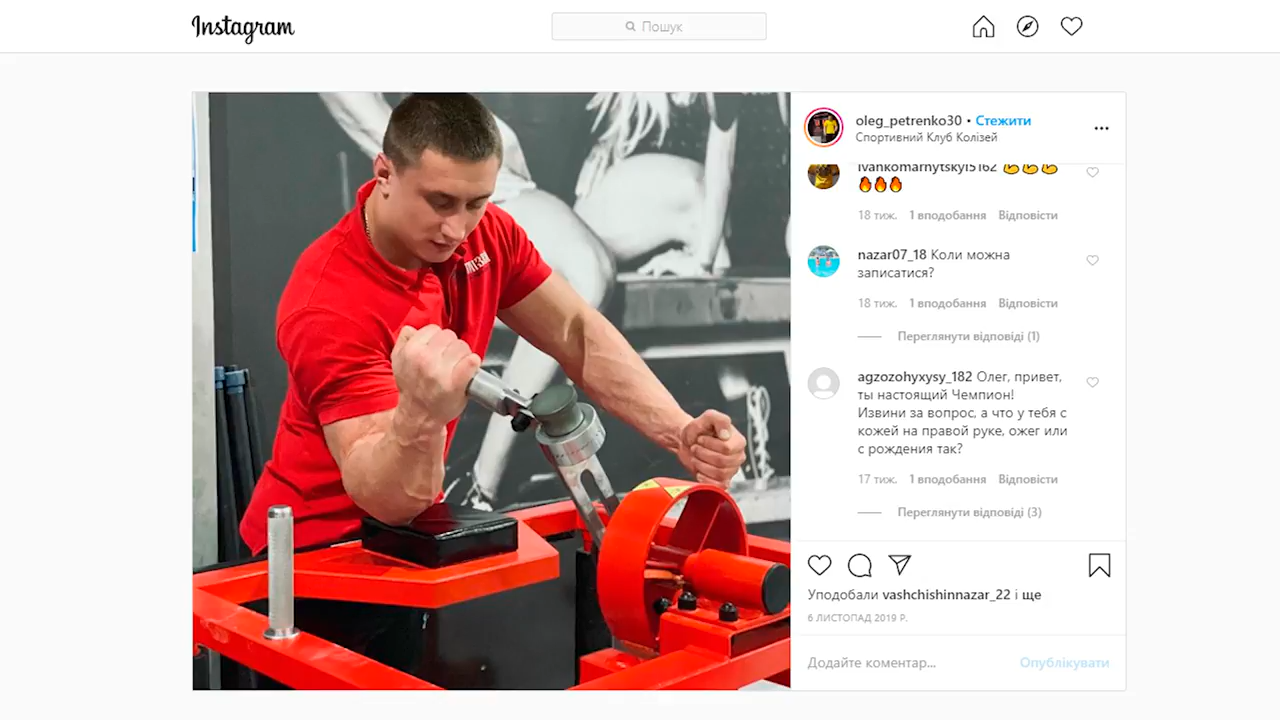 Instagram
Пошук
oleg_petrenko30 • Стежити
Спортивний Клуб Колізей
ivankomarnytskyi5162 💪💪💪
🔥🔥🔥
18 тиж. 1 вподобання Відповісти
nazar07_18 Коли можна
записатися?
18 тиж. 1 вподобання Відповісти
Переглянути відповіді (1)
agzozohyxysy_182 Олег, привет,
ты настоящий Чемпион!
Извини за вопрос, а что у тебя с
кожей на правой руке, ожег или
с рождения так?
17 тиж. 1 вподобання Відповісти
Переглянути відповіді (3)
Уподобали vashchishinnazar_22 і ще
6 ЛИСТОПАД 2019 Р.
Додайте коментар...
Опублікувати